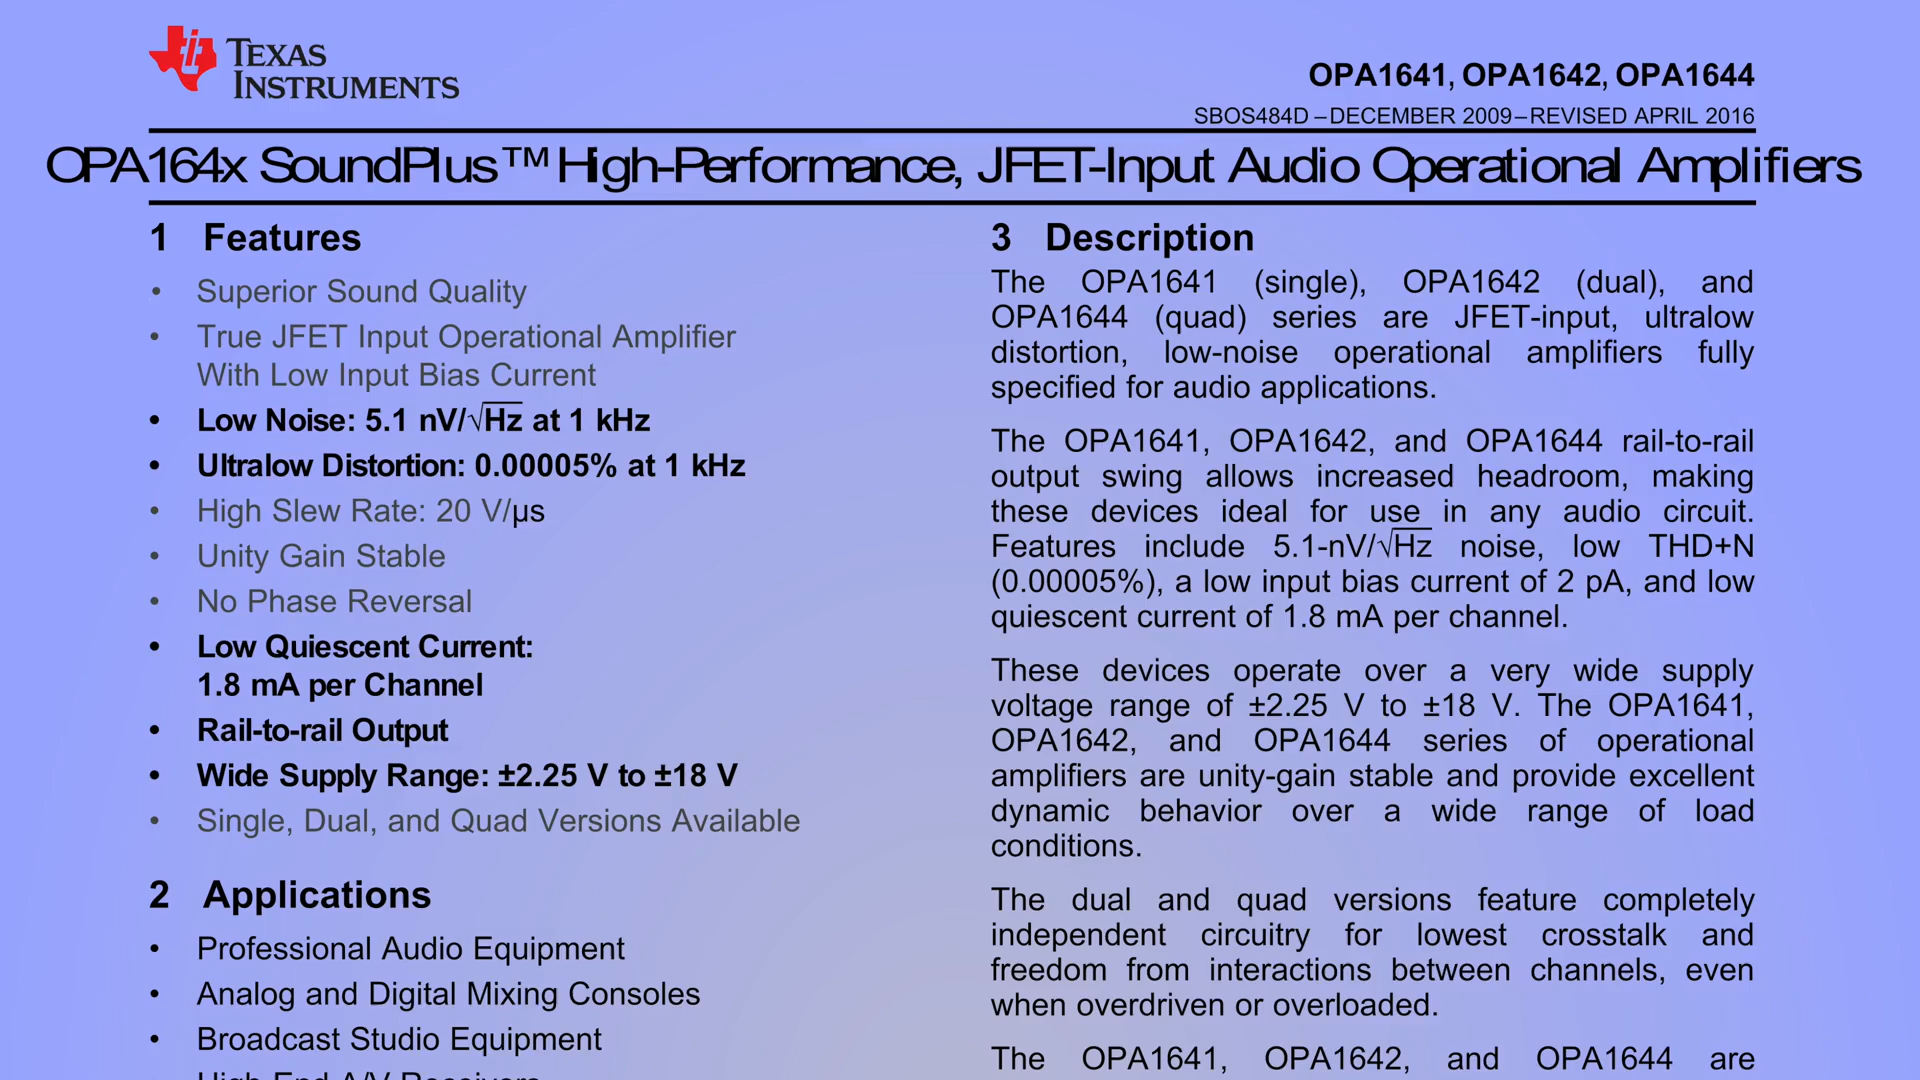 TEXAS
INSTRUMENTS
OPA1641, OPA1642, OPA1644
SBOS484D –DECEMBER 2009–REVISED APRIL 2016
OPA164x SoundPlus™ High-Performance, JFET-Input Audio Operational Amplifiers
1 Features
• Superior Sound Quality
• True JFET Input Operational Amplifier
With Low Input Bias Current
• Low Noise: 5.1 nV/√Hz at 1 kHz
• Ultralow Distortion: 0.00005% at 1 kHz
• High Slew Rate: 20 V/μs
• Unity Gain Stable
• No Phase Reversal
• Low Quiescent Current:
1.8 mA per Channel
• Rail-to-rail Output
• Wide Supply Range: ±2.25 V to ±18 V
• Single, Dual, and Quad Versions Available
2 Applications
• Professional Audio Equipment
• Analog and Digital Mixing Consoles
• Broadcast Studio Equipment
High End A/V Receivers
3 Description
The OPA1641 (single), OPA1642 (dual), and
OPA1644 (quad) series are JFET-input, ultralow
distortion, low-noise operational amplifiers fully
specified for audio applications.
The OPA1641, OPA1642, and OPA1644 rail-to-rail
output swing allows increased headroom, making
these devices ideal for use in any audio circuit.
Features include 5.1-nV/√Hz noise, low THD+N
(0.00005%), a low input bias current of 2 pA, and low
quiescent current of 1.8 mA per channel.
These devices operate over a very wide supply
voltage range of ±2.25 V to ±18 V. The OPA1641,
OPA1642, and OPA1644 series of operational
amplifiers are unity-gain stable and provide excellent
dynamic behavior over a wide range of load
conditions.
The dual and quad versions feature completely
independent circuitry for lowest crosstalk and
freedom from interactions between channels, even
when overdriven or overloaded.
The OPA1641, OPA1642, and OPA1644 are